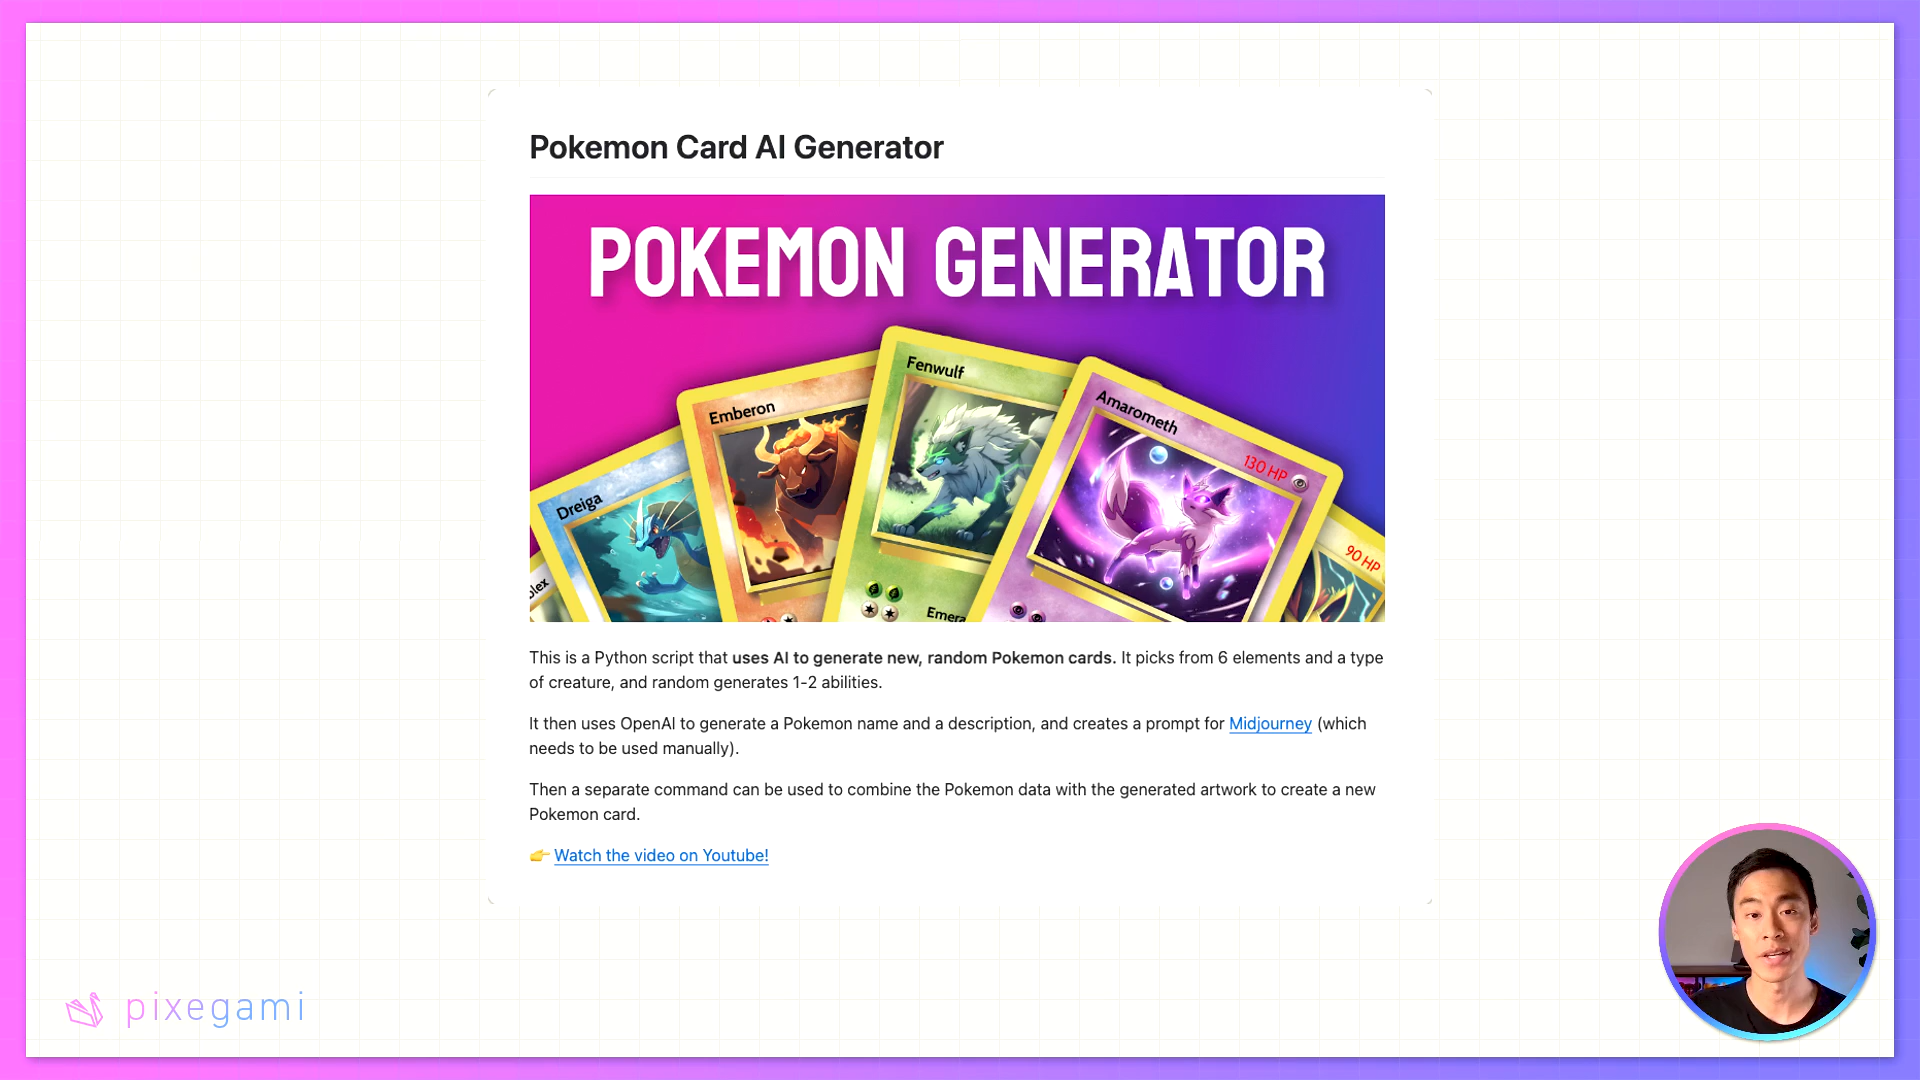 Pokemon Card AI Generator
POKEMON GENERATOR
Fenwulf
Emberon
Amarometh
130 HP
Dreiga
90 HP
Emera
This is a Python script that uses AI to generate new, random Pokemon cards. It picks from 6 elements and a type
of creature, and random generates 1-2 abilities.
It then uses OpenAI to generate a Pokemon name and a description, and creates a prompt for Midjourney (which
needs to be used manually).
Then a separate command can be used to combine the Pokemon data with the generated artwork to create a new
Pokemon card.
👉 Watch the video on Youtube!
pixegami